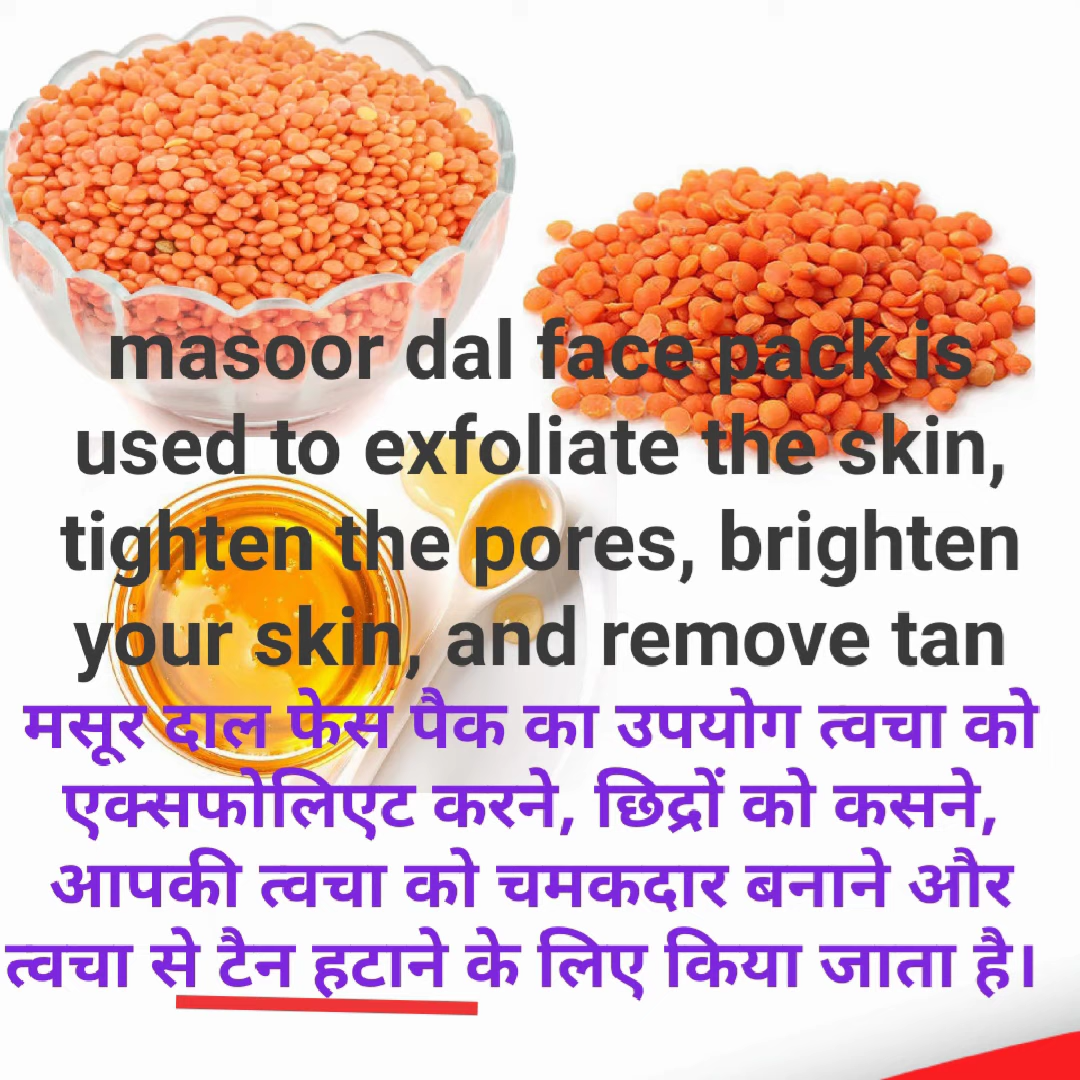 masoor dal face pack is
used to exfoliate the skin,
tighten the pores, brighten
your skin, and remove tan
मसूर दाल फेस पैक का उपयोग त्वचा को
एक्सफोलिएट करने, छिद्रों को कसने,
आपकी त्वचा को चमकदार बनाने और
त्वचा से टैन हटाने के लिए किया जाता है।